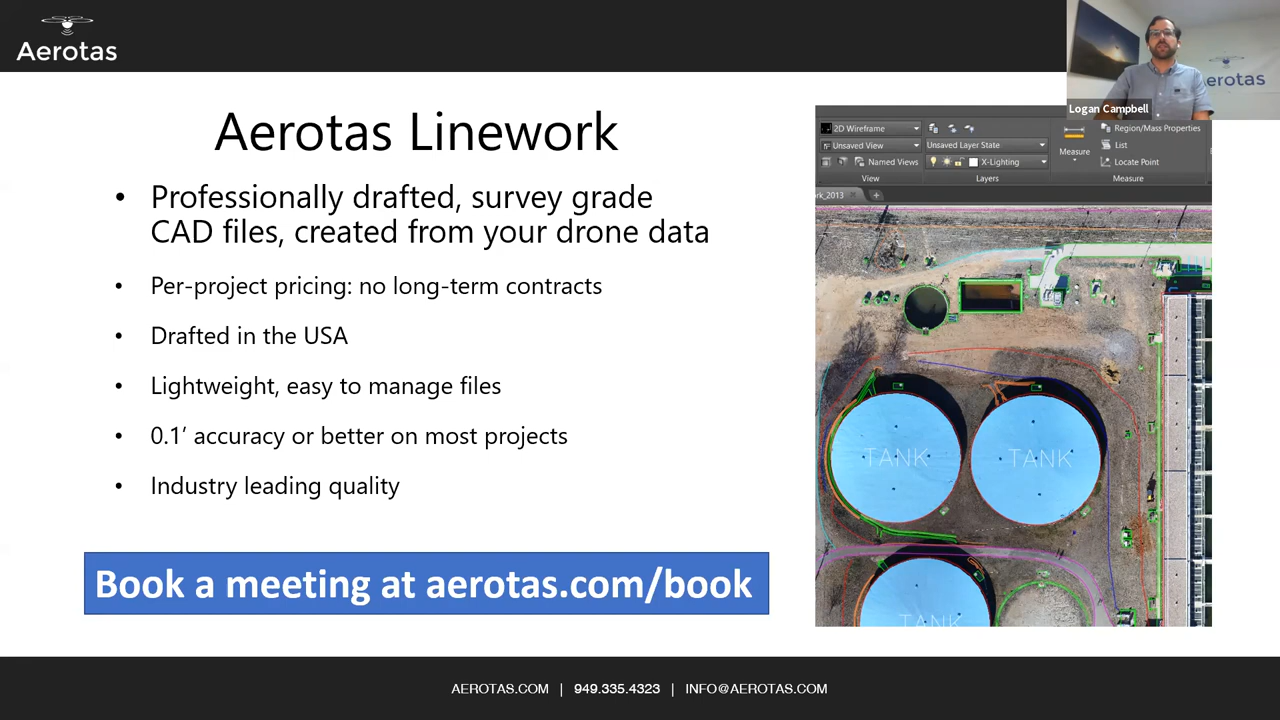 Aerotas
Logan Campbell
erotas
Aerotas Linework
• Professionally drafted, survey grade
CAD files, created from your drone data
• Per-project pricing: no long-term contracts
• Drafted in the USA
• Lightweight, easy to manage files
• 0.1’ accuracy or better on most projects
• Industry leading quality
Book a meeting at aerotas.com/book
2D Wireframe
Unsaved View
Named Views
View
Unsaved Layer State
X-Lighting
Layers
Measure
Region/Mass Properties
List
Locate Point
Measure
rk_2013
TANK
TANK
TANK
AEROTAS.COM | 949.335.4323 | INFO@AEROTAS.COM